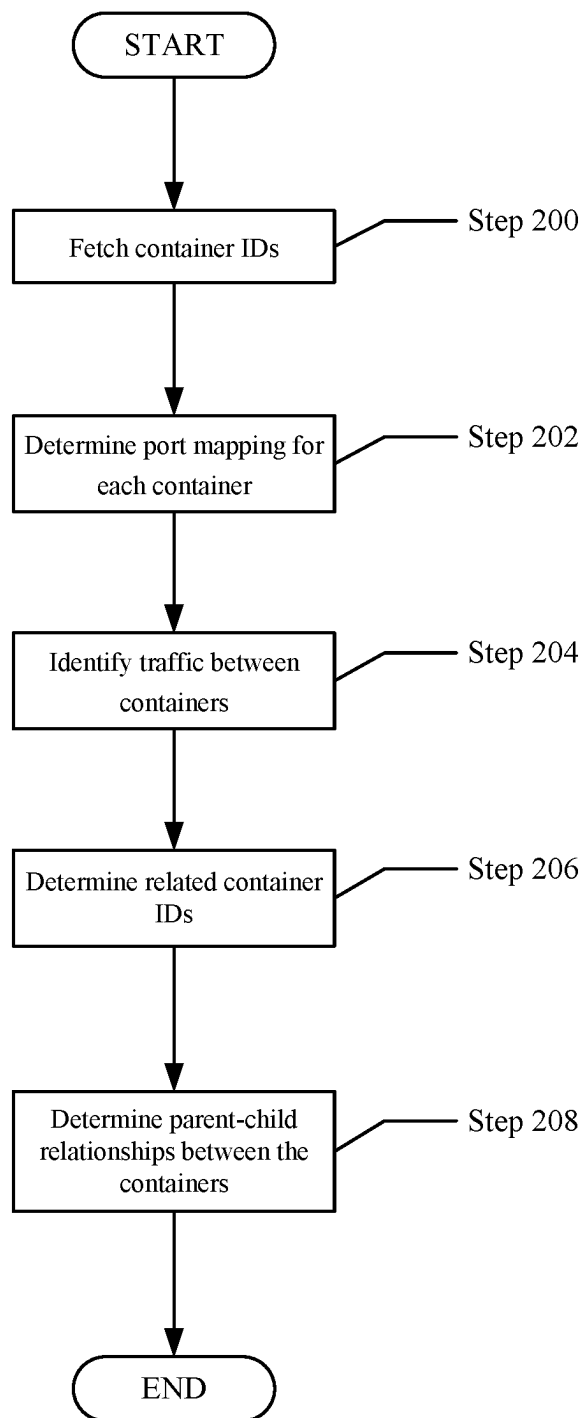 START
Fetch container IDs
Step 200
Determine port mapping for
each container
Step 202
Identify traffic between
containers
Step 204
Determine related container
IDs
Step 206
Determine parent-child
relationships between the
containers
Step 208
END